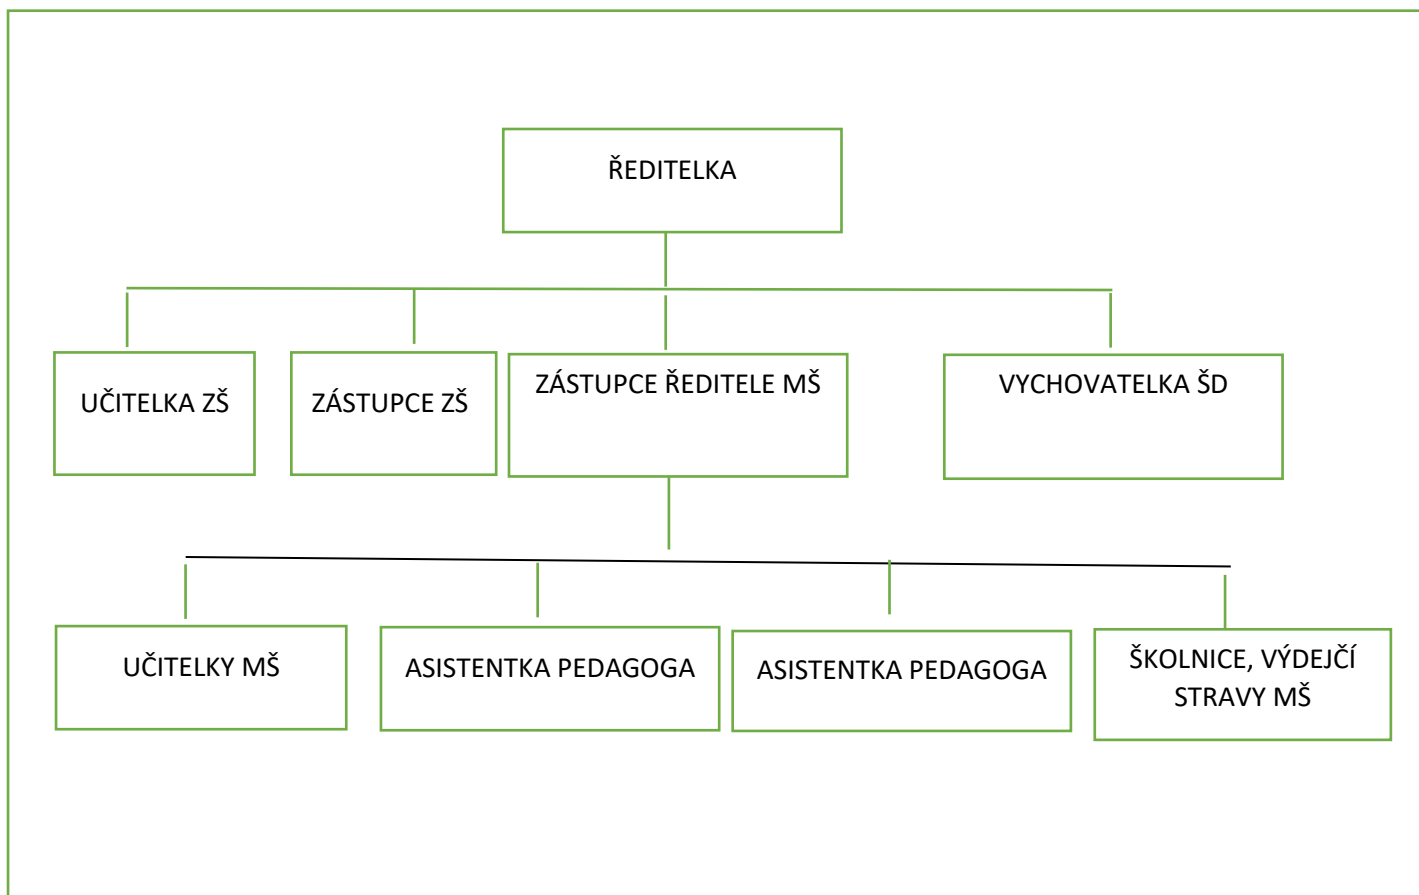 ŘEDITELKA
UČITELKA ZŠ
ZÁSTUPCE ZŠ
ZÁSTUPCE ŘEDITELE MŠ
VYCHOVATELKA ŠD
UČITELKY MŠ
ASISTENTKA PEDAGOGA
ASISTENTKA PEDAGOGA
ŠKOLNICE, VÝDEJČÍ
STRAVY MŠ